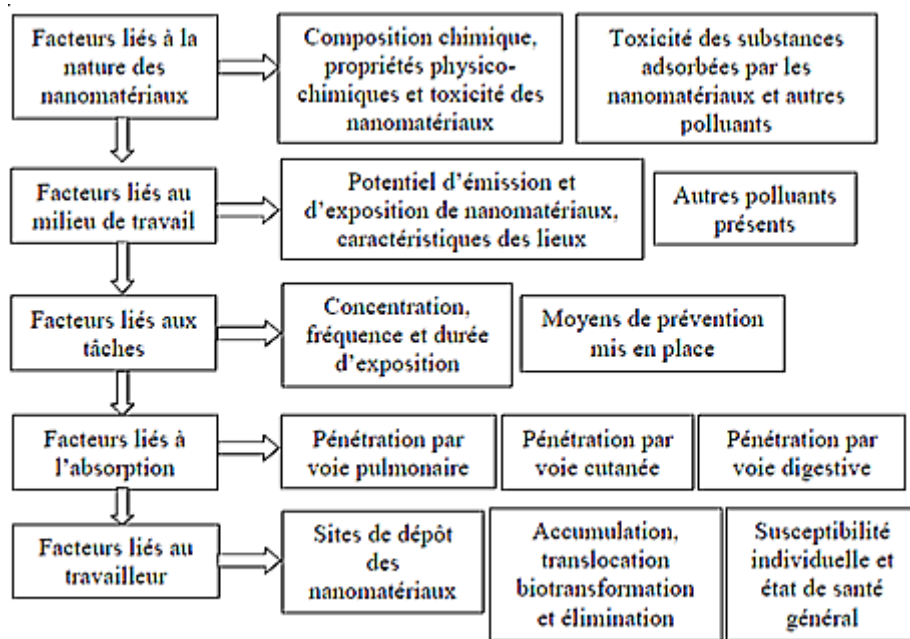 Facteurs liés à la
nature des
nanomatériaux
Composition chimique,
propriétés physico-
chimiques et toxicité des
nanomatériaux
Toxicité des substances
adsorbées par les
nanomatériaux et autres
polluants
Facteurs liés au
milieu de travail
Potentiel d'émission et
d'exposition de nanomatériaux,
caractéristiques des lieux
Autres polluants
présents
Facteurs liés aux
tâches
Concentration,
fréquence et durée
d'exposition
Moyens de prévention
mis en place
Facteurs liés à
l'absorption
Pénétration par
voie pulmonaire
Pénétration par
voie cutanée
Pénétration par
voie digestive
Facteurs liés au
travailleur
Sites de dépôt
des
nanomatériaux
Accumulation,
translocation
biotransformation
et élimination
Susceptibilité
individuelle et
état de santé
général